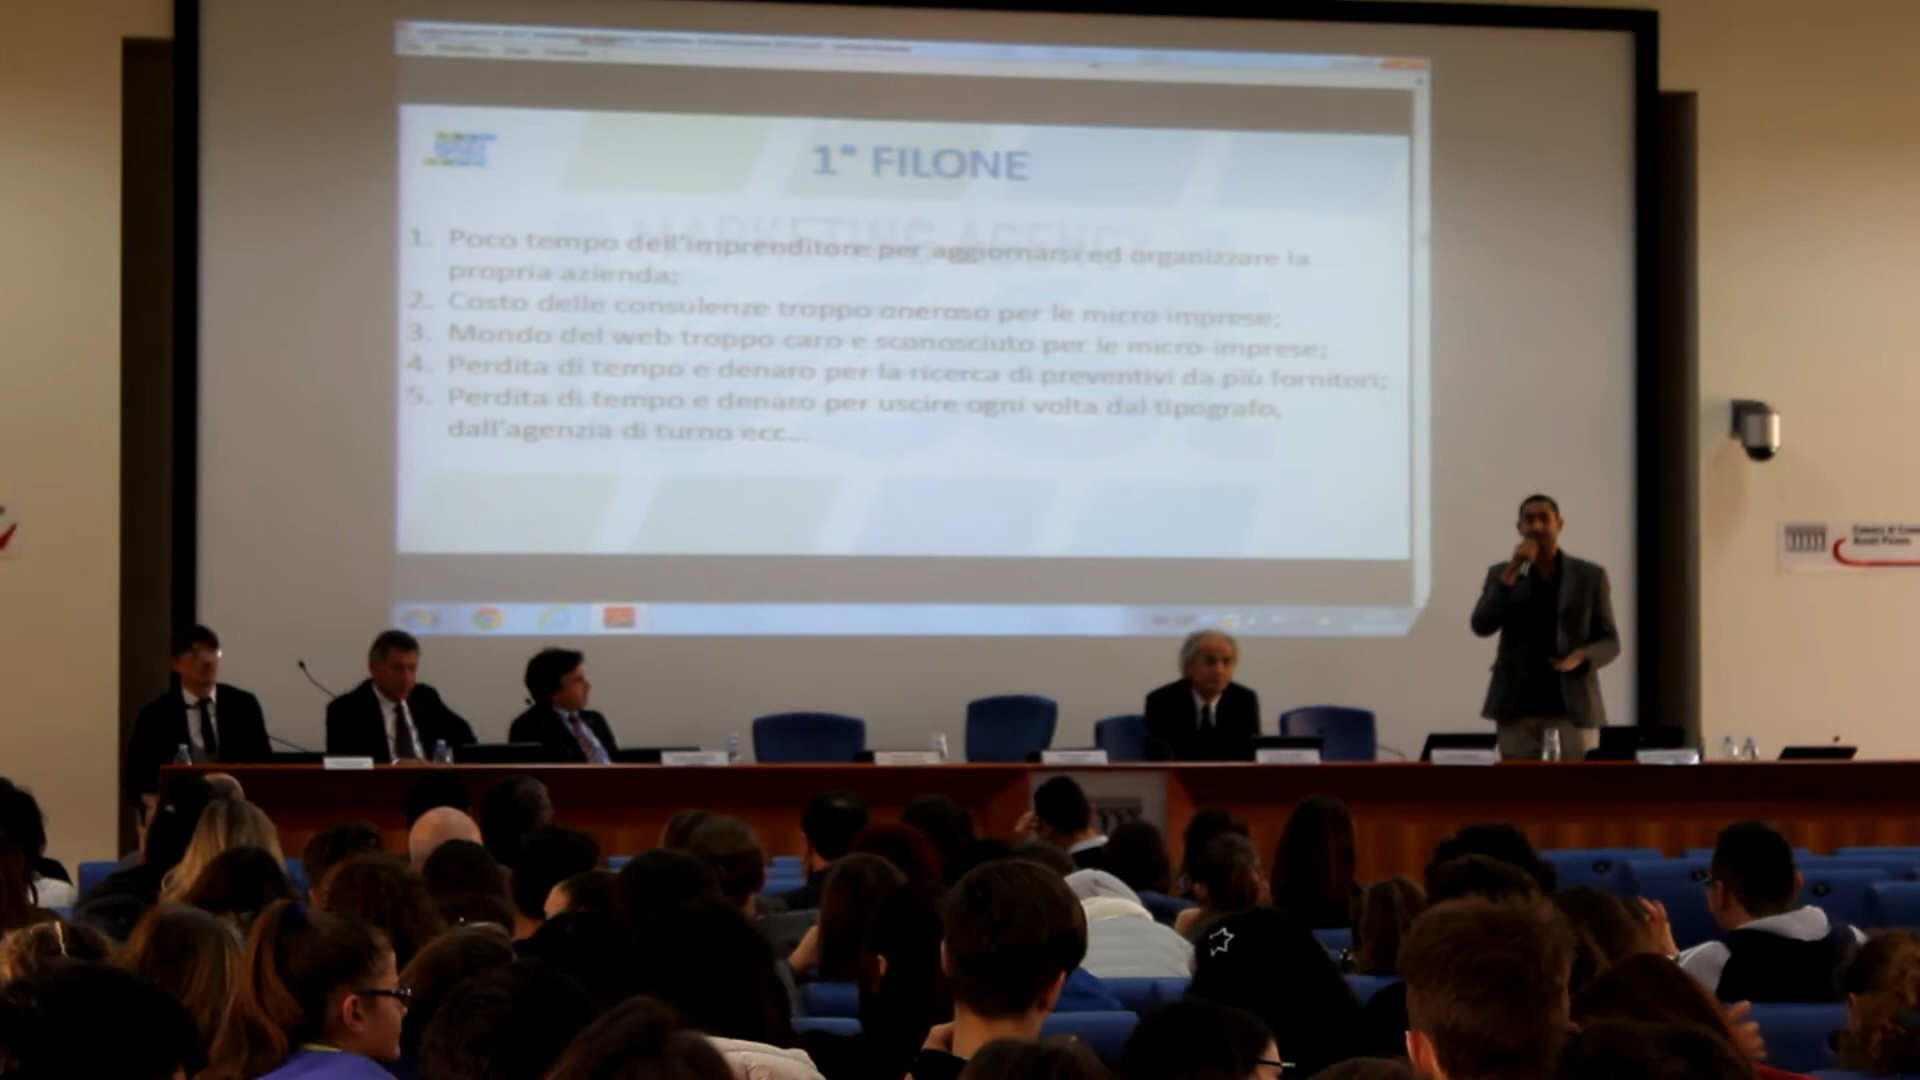 1° FILONE
MARKETING AGENCY
1. Poco tempo dell'imprenditore per aggiornarsi ed organizzare la
propria azienda;
2. Costo delle consulenze troppo oneroso per le micro imprese;
3. Mondo del web troppo caro e sconosciuto per le micro-imprese;
4. Perdita di tempo e denaro per la ricerca di preventivi da più fornitori;
5. Perdita di tempo e denaro per uscire ogni volta dal tipografo,
dall'agenzia di turno ecc...